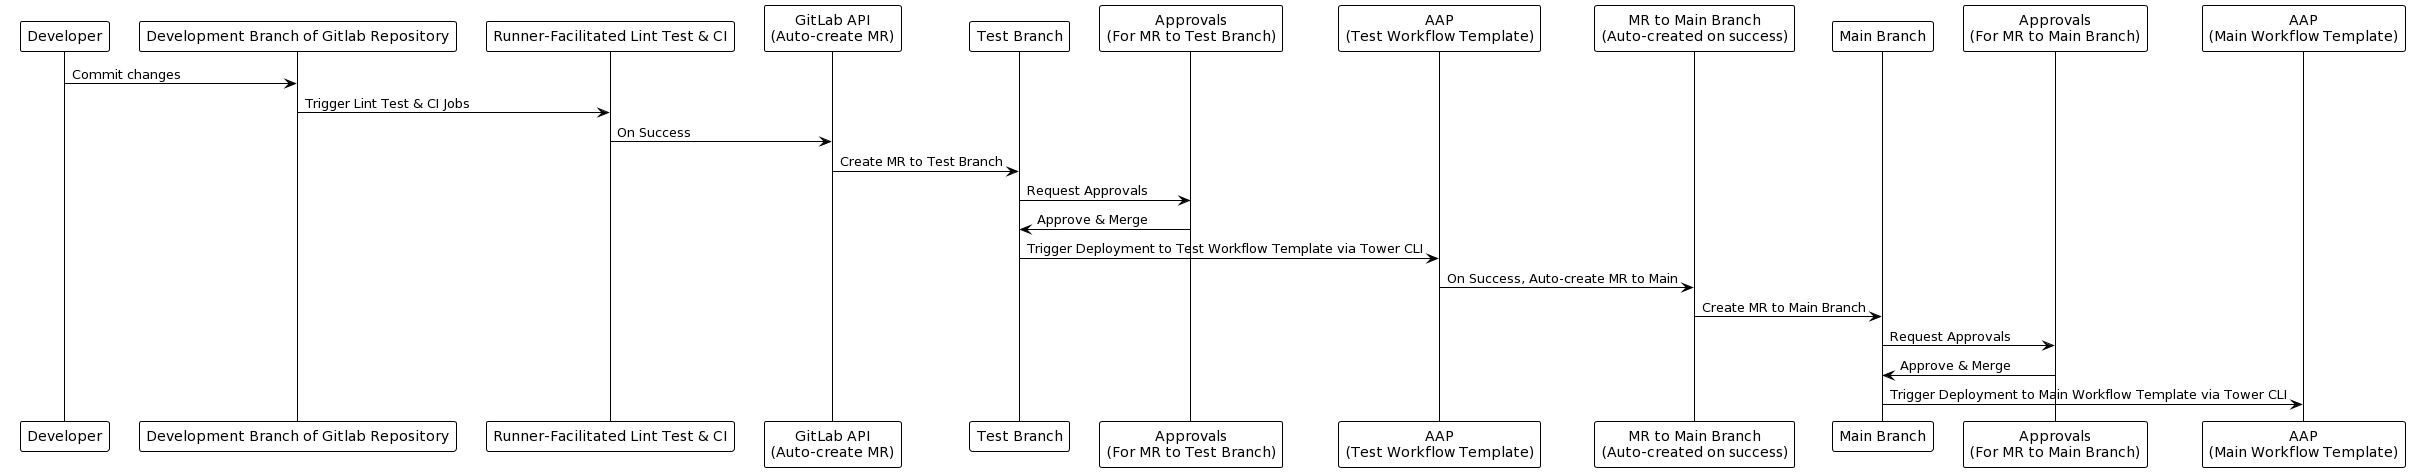 Developer
Development Branch of Gitlab Repository
Runner-Facilitated Lint Test & CI
GitLab API
(Auto-create MR)
Test Branch
Approvals
(For MR to Test Branch)
AAP
(Test Workflow Template)
MR to Main Branch
(Auto-created on success)
Main Branch
Approvals
(For MR to Main Branch)
AAP
(Main Workflow Template)
Commit changes
Trigger Lint Test & CI Jobs
On Success
Create MR to Test Branch
Request Approvals
Approve & Merge
Trigger Deployment to Test Workflow Template via Tower CLI
On Success, Auto-create MR to Main
Create MR to Main Branch
Request Approvals
Approve & Merge
Trigger Deployment to Main Workflow Template via Tower CLI
Developer
Development Branch of Gitlab Repository
Runner-Facilitated Lint Test & CI
GitLab API
(Auto-create MR)
Test Branch
Approvals
(For MR to Test Branch)
AAP
(Test Workflow Template)
MR to Main Branch
(Auto-created on success)
Main Branch
Approvals
(For MR to Main Branch)
AAP
(Main Workflow Template)